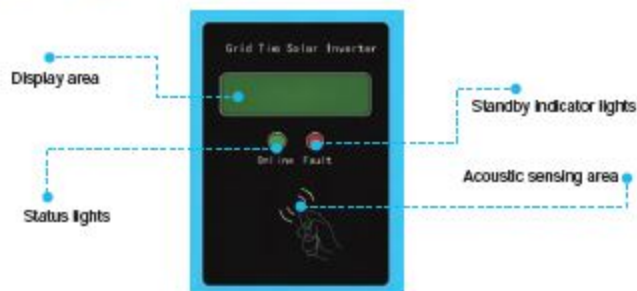 Grid Tie Solar Inverter
Display area
Standby indicator lights
Online Fault
Acoustic sensing area
Status lights